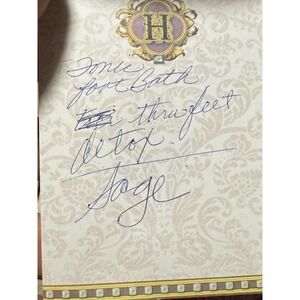 H
Ionic
foot Bath
thru feet
detox.
Sage